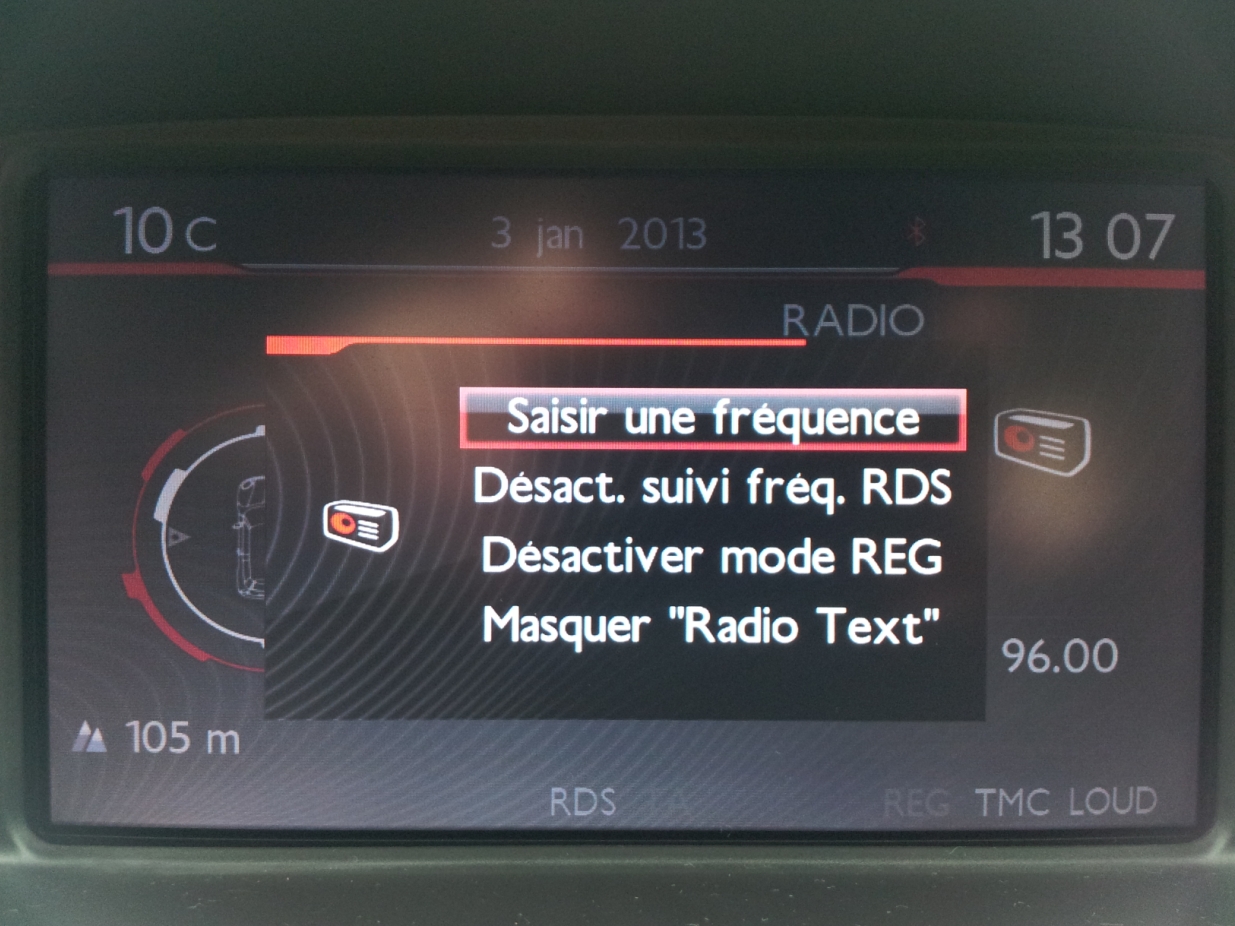 10 C 3 jan 2013 13 07
RADIO
Saisir une fréquence
Désact. suivi fréq. RDS
Désactiver mode REG
Masquer "Radio Text"
96.00
105 m
RDS TA REG TMC LOUD